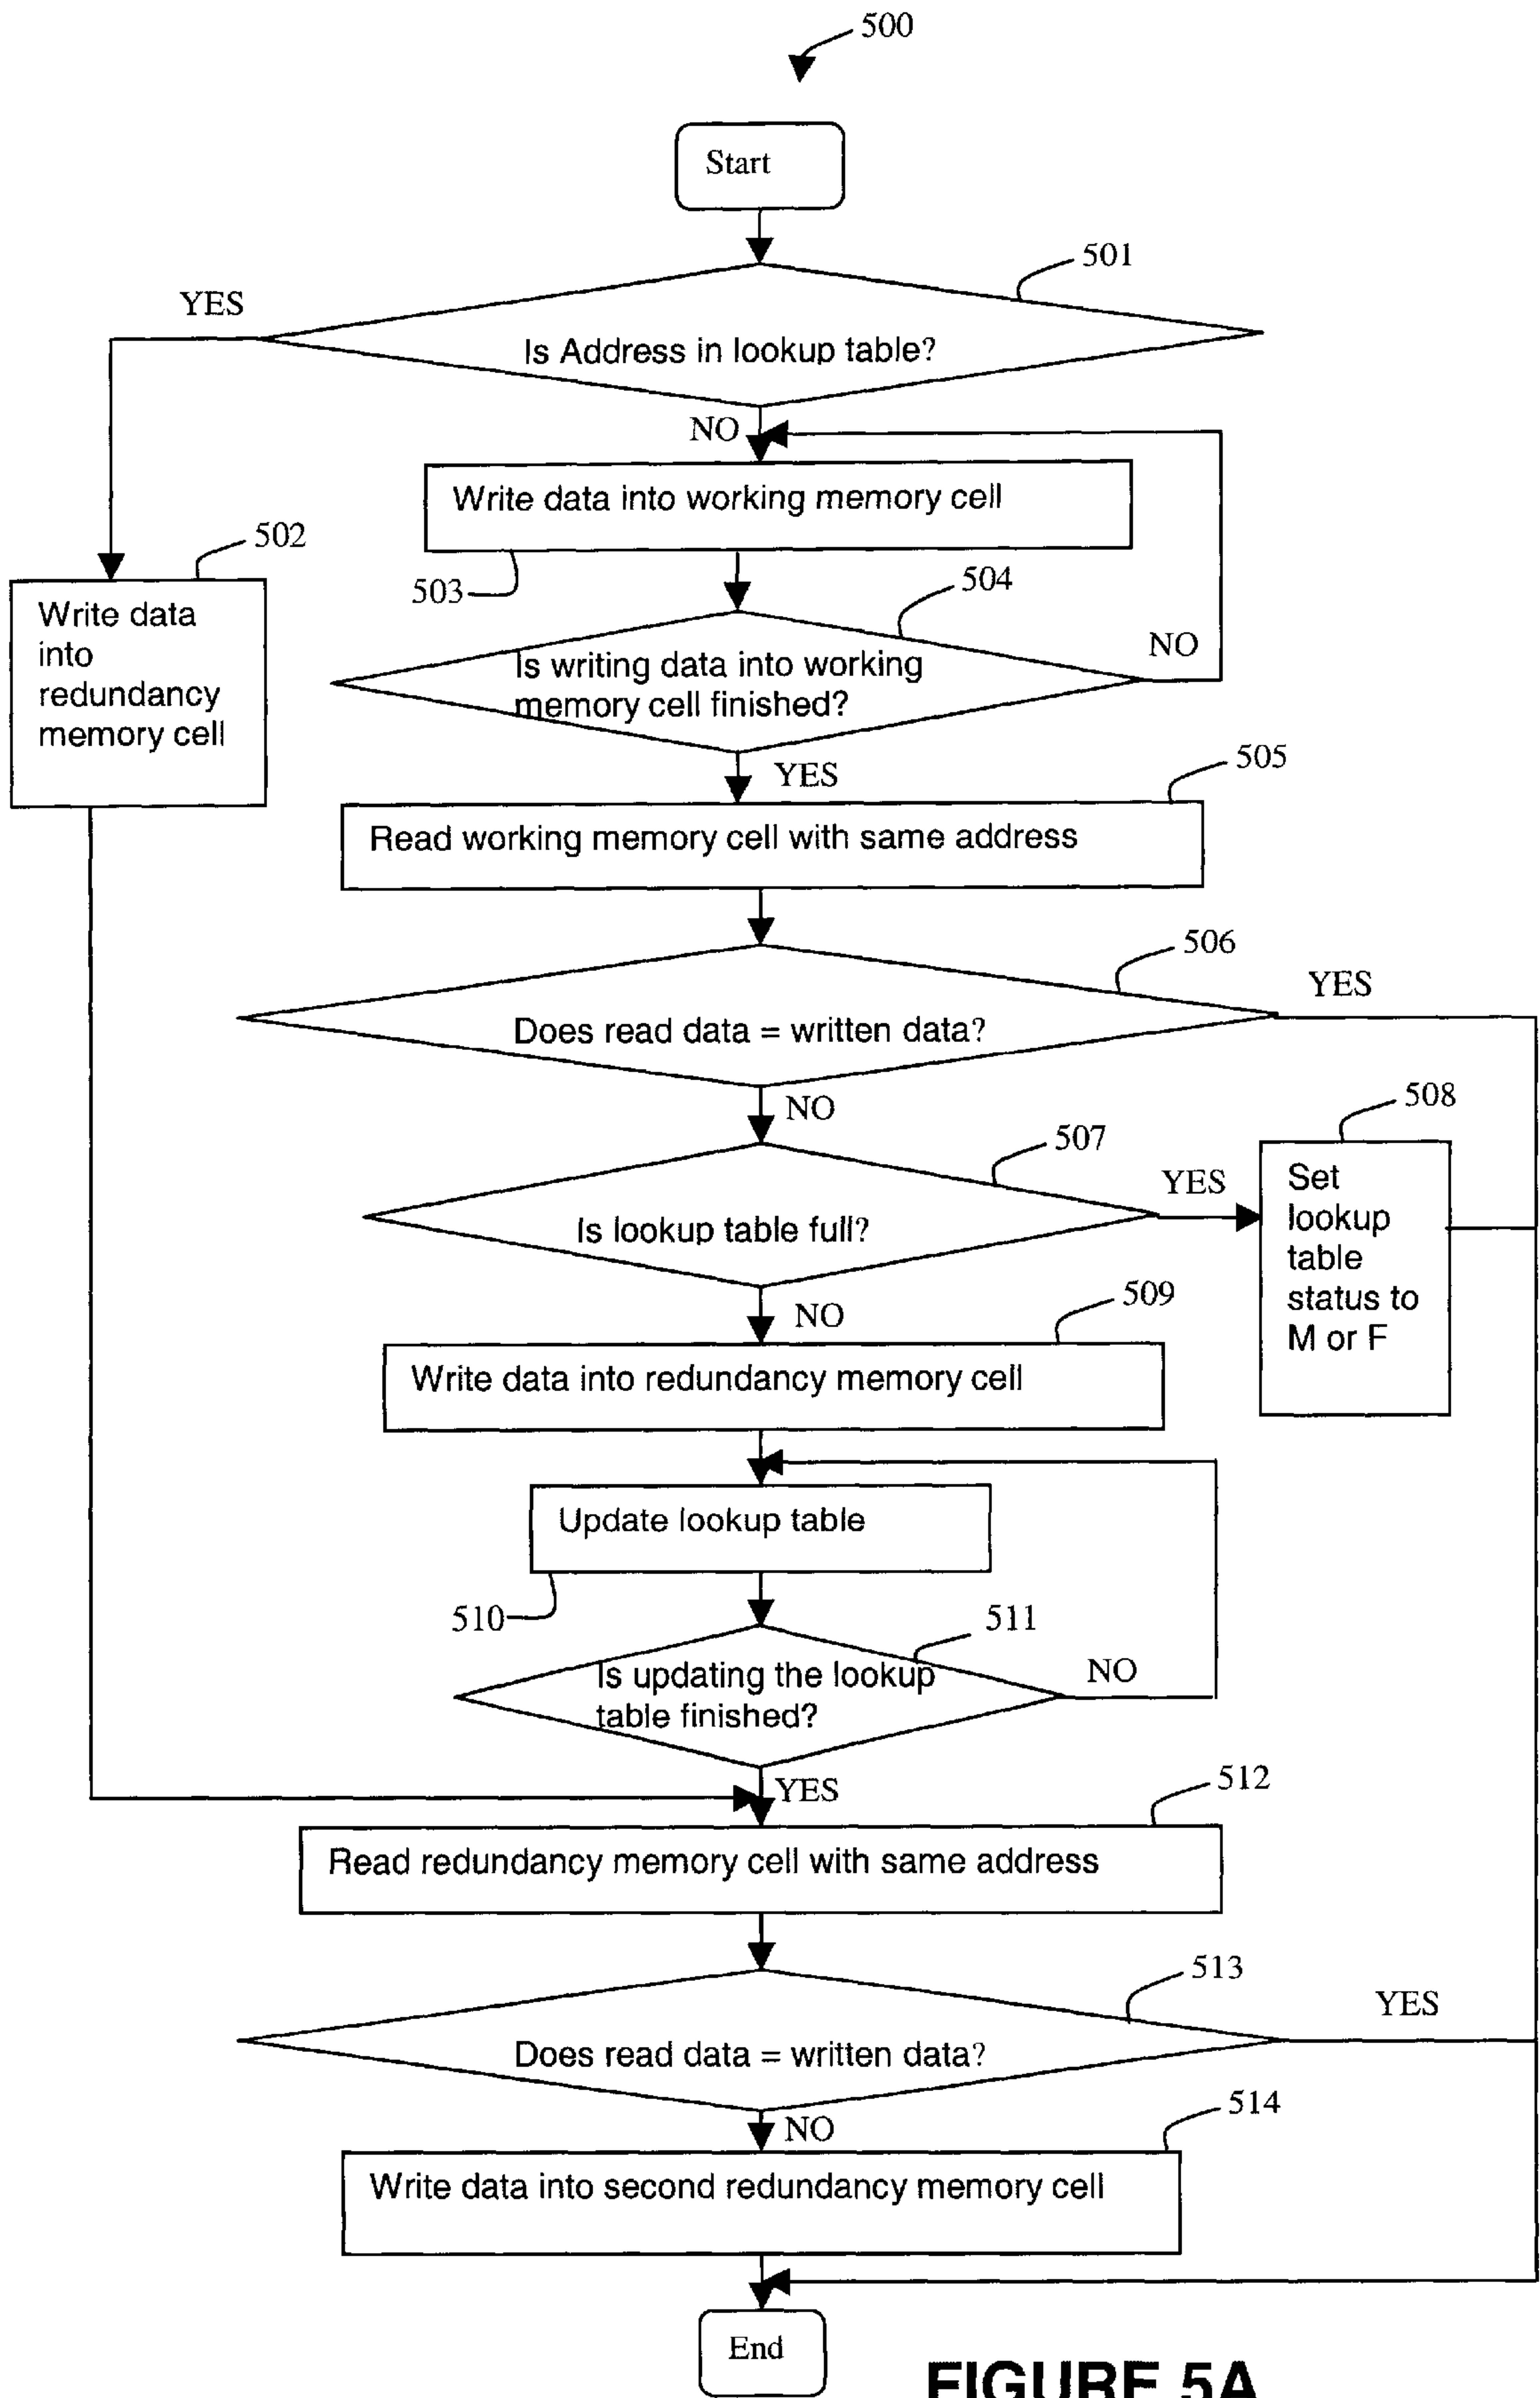 500
Start
501
YES
Is Address in lookup table?
NO
Write data into working memory cell
502
503
504
Write data
into
redundancy
memory cell
NO
Is writing data into working
memory cell finished?
YES
505
Read working memory cell with same address
506
YES
Does read data = written data?
NO
508
507
YES
Set
lookup
table
status to
M or F
Is lookup table full?
NO
509
Write data into redundancy memory cell
Update lookup table
510
511
NO
Is updating the lookup
table finished?
YES
512
Read redundancy memory cell with same address
513
YES
Does read data = written data?
NO
514
Write data into second redundancy memory cell
End
FIGURE 5A